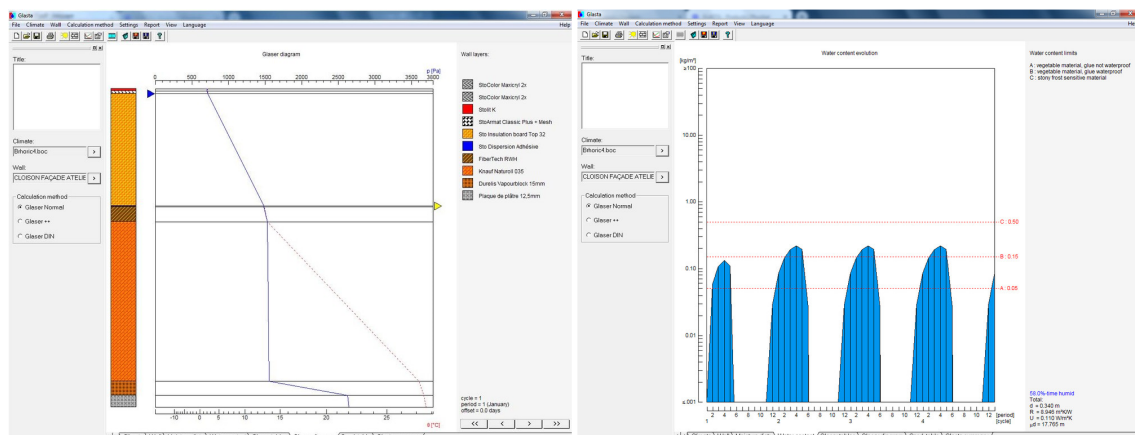 Glasta
File Climate Wall Calculation method Settings Report View Language Help
Title:
Climate:
Brhoric4.boc
>
Wall:
CLOISON FAÇADE ATELIE
>
Calculation method
Glaser Normal
Glaser ++
Glaser DIN
Glaser diagram
p [Pa]
0 500 1000 1500 2000 2500 3000
-10 0 5 10 15 20 25
θ [°C]
Wall layers:
StoColor Maxicryl 2x
StoColor Maxicryl 2x
Stolit K
StoArmat Classic Plus + Mesh
Sto Insulation board Top 32
Sto Dispersion Adhésive
FiberTech RWH
Knauf Naturoll 035
Durelis Vapourblock 15mm
Plaque de plâtre 12,5mm
cycle = 1
period = 1 (January)
offset = 0.0 days
<< < > >>
Glasta
File Climate Wall Calculation method Settings Report View Language
Title:
Climate:
Brhoric4.boc
>
Wall:
CLOISON FAÇADE ATELIE
>
Calculation method
Glaser Normal
Glaser ++
Glaser DIN
Water content evolution
[kg/m²]
≥100
10.00
1.00
0.10
0.01
≤.001
C : 0.50
B : 0.15
A : 0.05
2 4 6 8 10 12 2 4 6 8 10 12 2 4 6 8 10 12 2 4 6 8 10 12
[period]
1 2 3 4 [cycle]
Water content limits
A : vegetable material, glue not waterproof
B : vegetable material, glue waterproof
C : stony frost sensitive material
58.0%-time humid
Total:
d = 0.340 m
R = 8.946 m²K/W
U = 0.110 W/m²K
μd = 17.765 m